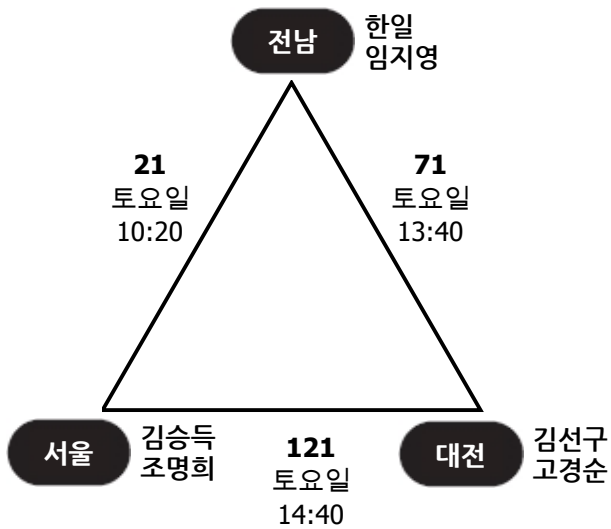 전남
한일
임지영
21
토요일
10:20
71
토요일
13:40
서울
김승득
조명희
121
토요일
14:40
대전
김선구
고경순